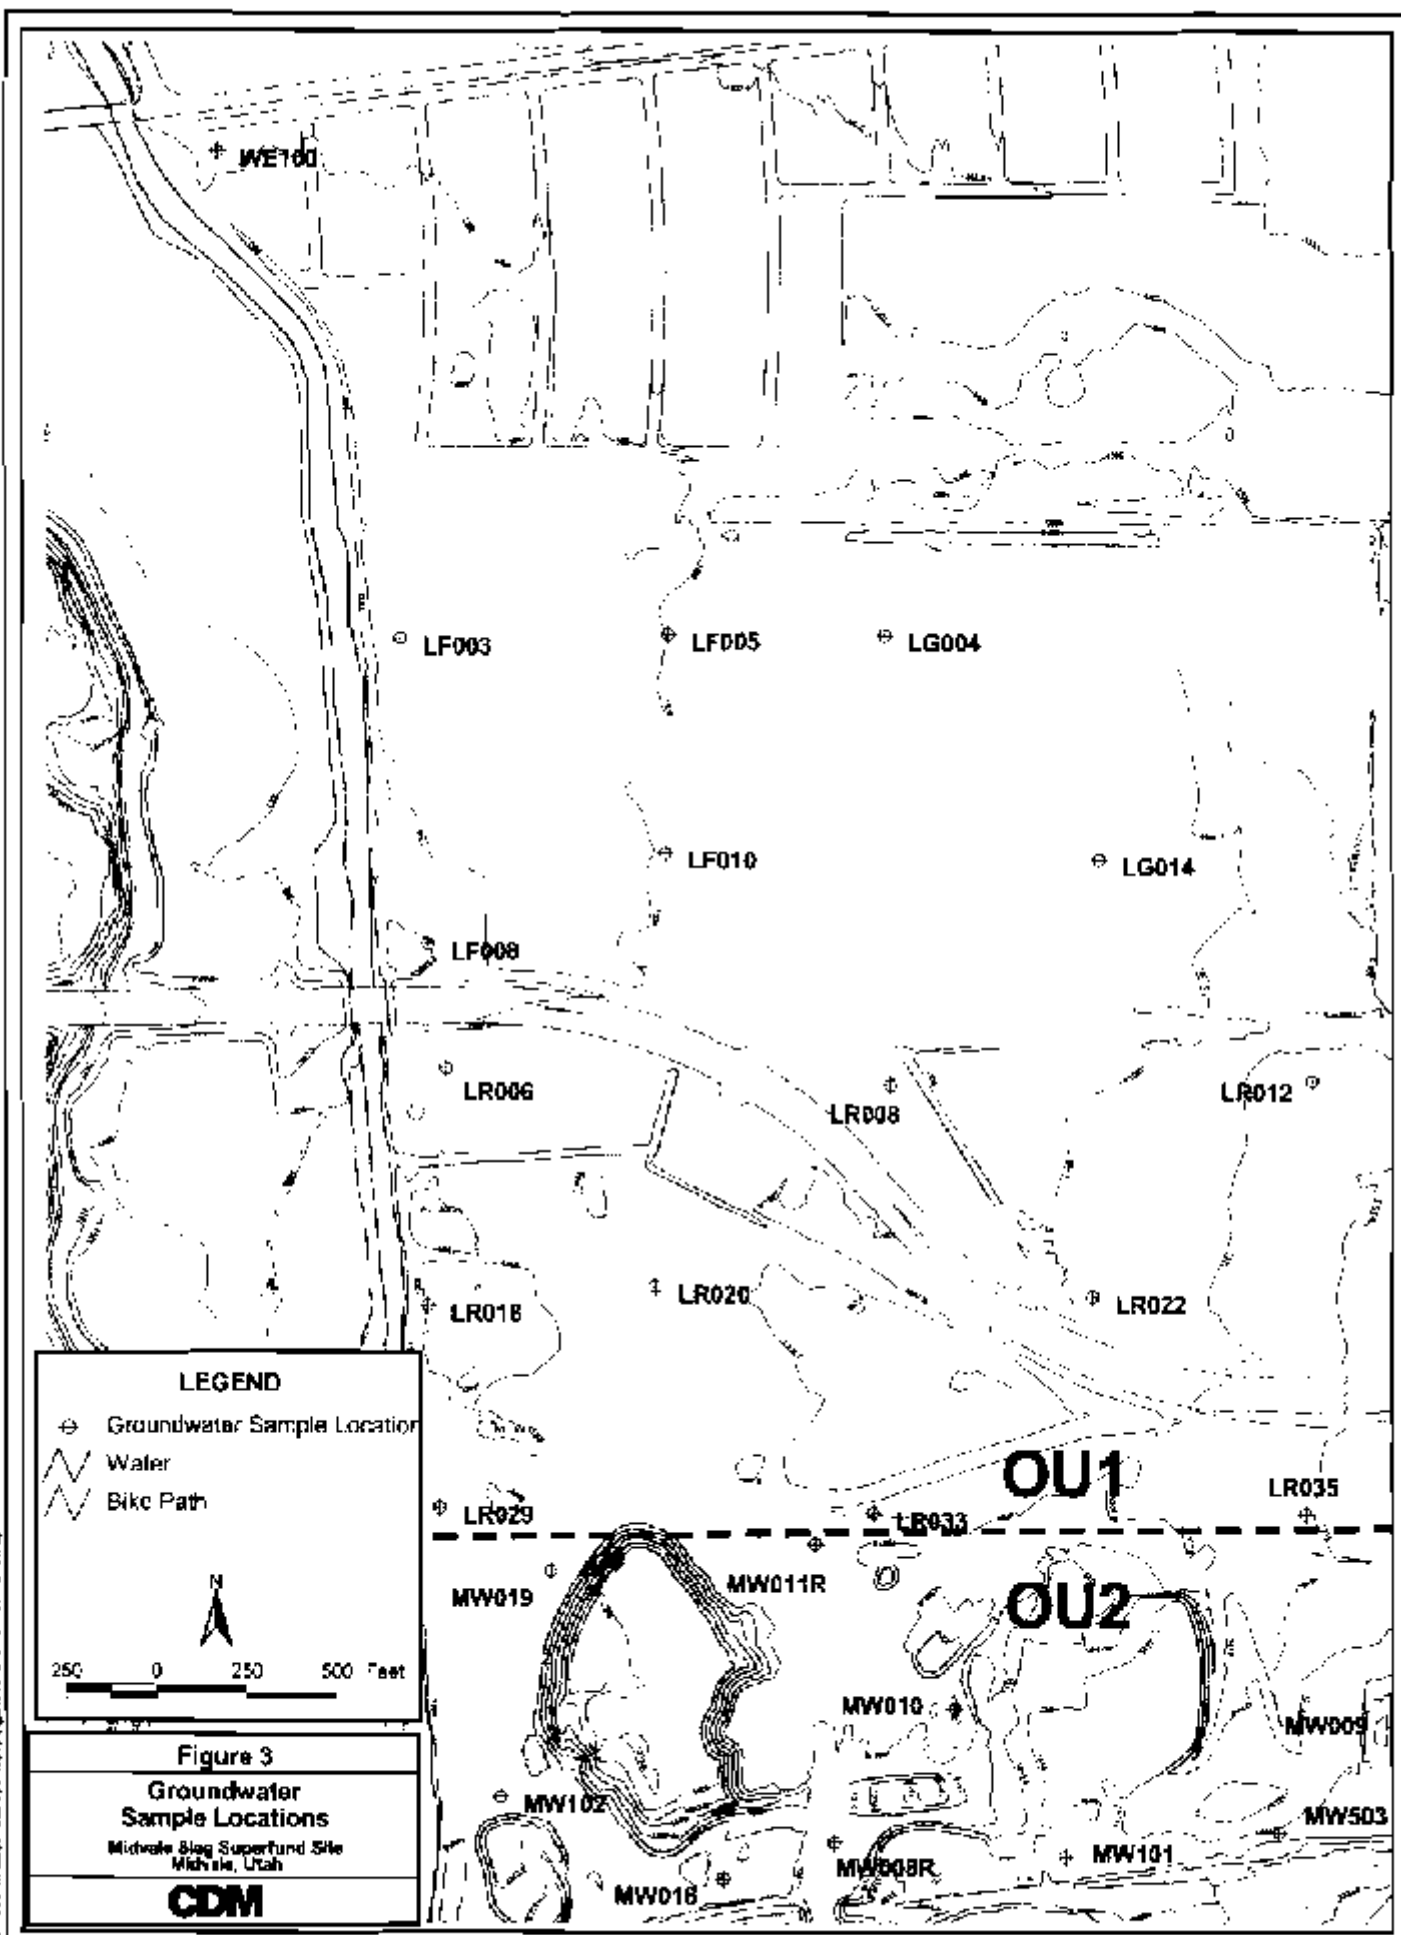 WE100
LF003
LF005
LG004
LF010
LG014
LF008
LR006
LR008
LR012
LR018
LR020
LR022
LEGEND
Groundwater Sample Location
Water
Bike Path
N
250 0 250 500 Feet
OU1
LR035
LR029
LR033
OU2
MW019
MW011R
MW010
MW009
MW102
MW503
MW008R
MW101
MW016
Figure 3
Groundwater
Sample Locations
Midvale Slag Superfund Site
Midvale, Utah
CDM